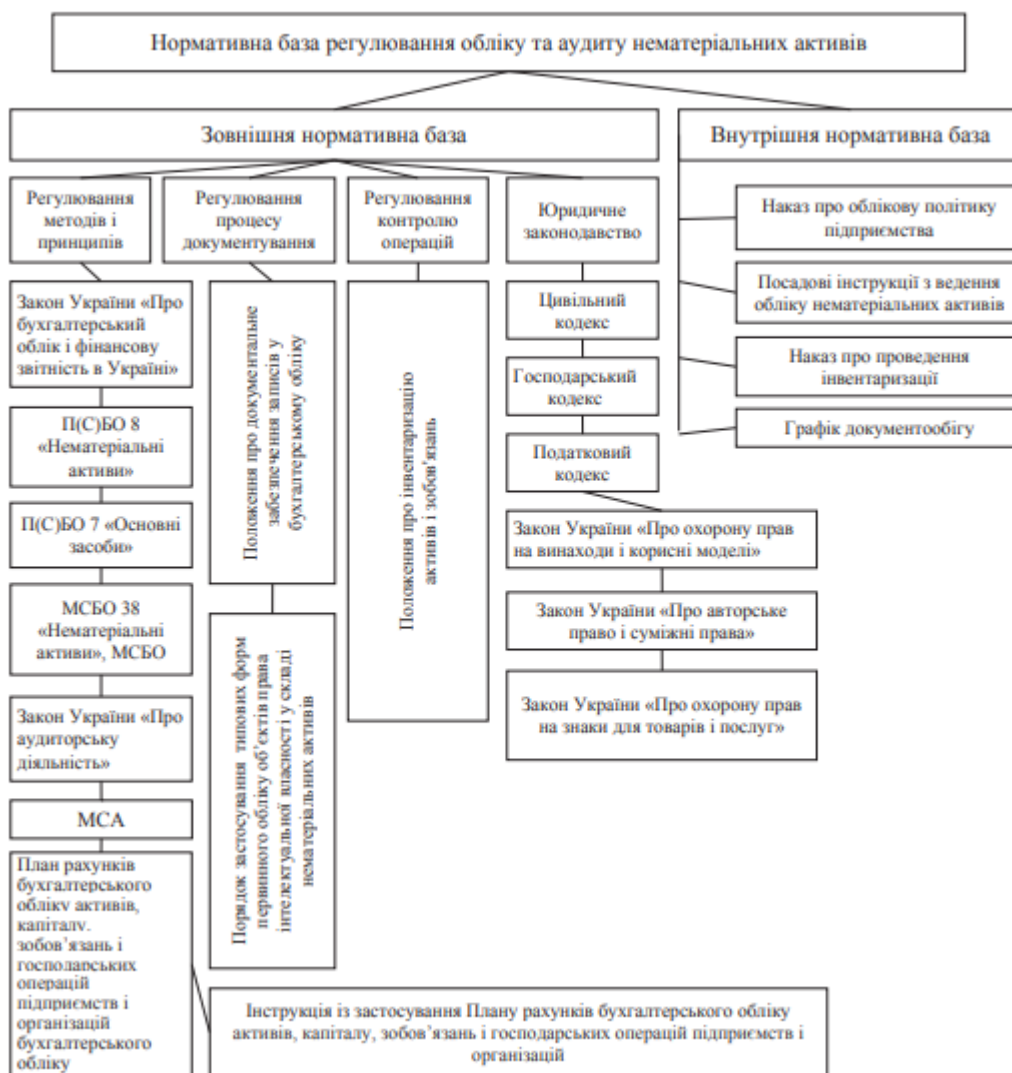 Нормативна база регулювання обліку та аудиту нематеріальних активів
Зовнішня нормативна база
Внутрішня нормативна база
Регулювання
методів і
принципів
Регулювання
процесу
документування
Регулювання
контролю
операцій
Юридичне
законодавство
Наказ про облікову політику
підприємства
Посадові інструкції з ведення
обліку нематеріальних активів
Наказ про проведення
інвентаризації
Графік документообігу
Закон України «Про
бухгалтерський
облік і фінансову
звітність в Україні»
П(С)БО 8
«Нематеріальні
активи»
П(С)БО 7 «Основні
засоби»
МСБО 38
«Нематеріальні
активи», МСБО
Закон України «Про
аудиторську
діяльність»
МСА
План рахунків
бухгалтерського
обліку активів,
капіталу,
зобов’язань і
господарських
операцій
підприємств і
організацій
бухгалтерського
обліку
Положення про документальне
забезпечення записів у
бухгалтерському обліку
Порядок застосування типових форм
первинного обліку об’єктів права
інтелектуальної власності у складі
нематеріальних активів
Положення про інвентаризацію
активів і зобов'язань
Цивільний
кодекс
Господарський
кодекс
Податковий
кодекс
Закон України «Про охорону прав
на винаходи і корисні моделі»
Закон України «Про авторське
право і суміжні права»
Закон України «Про охорону прав
на знаки для товарів і послуг»
Інструкція із застосування Плану рахунків бухгалтерського обліку
активів, капіталу, зобов’язань і господарських операцій підприємств і
організацій